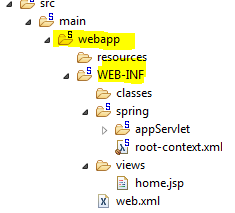 src
main
webapp
resources
WEB-INF
classes
spring
appServlet
root-context.xml
views
home.jsp
web.xml